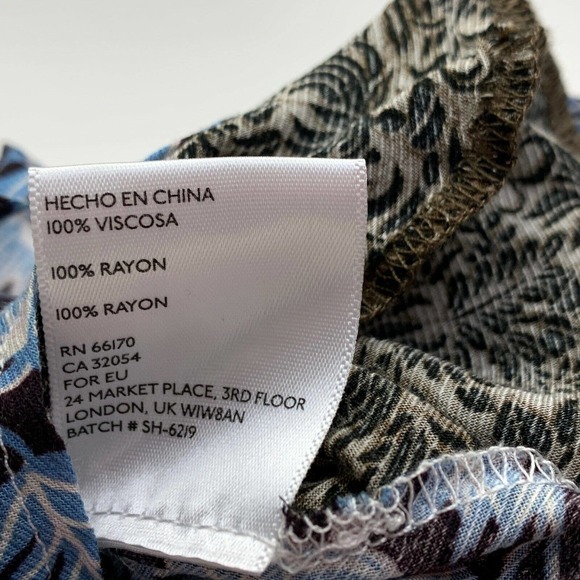 HECHO EN CHINA
100% VISCOSA
100% RAYON
100% RAYON
RN 66170
CA 32054
FOR EU
24 MARKET PLACE, 3RD FLOOR
LONDON, UK W1W8AN
BATCH # SH-6219